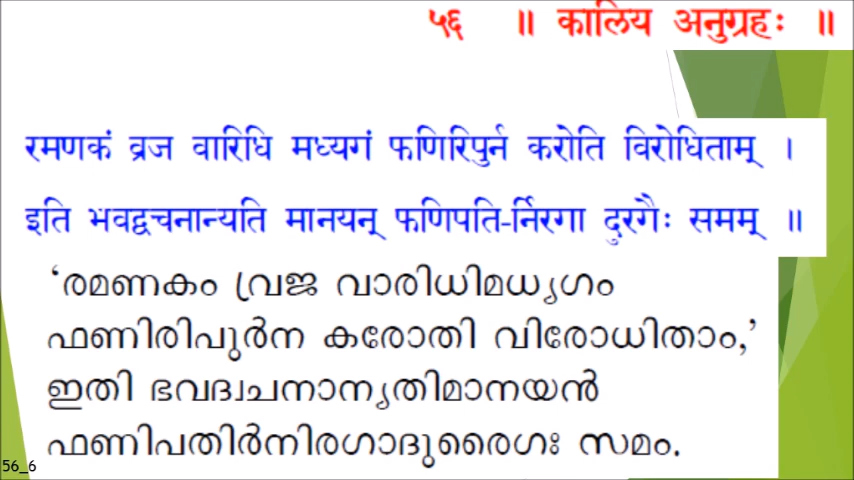 ५६ ॥ कालिय अनुग्रहः ॥
रमणकं व्रज वारिधि मध्यगं फणिरिपुर्न करोति विरोधिताम् ।
इति भवद्वचनान्यति मानयन् फणिपति-र्निरगा दुरगैः समम् ॥
‘രമണകം വ്രജ വാരിധിമധ്യഗം
ഫണിരിപുർന കരോതി വിരോധിതാം,’
ഇതി ഭവദ്വചനാന്യതിമാനയൻ
ഫണിപതിർനിരഗാദുരൈഗഃ സമം.
56_6